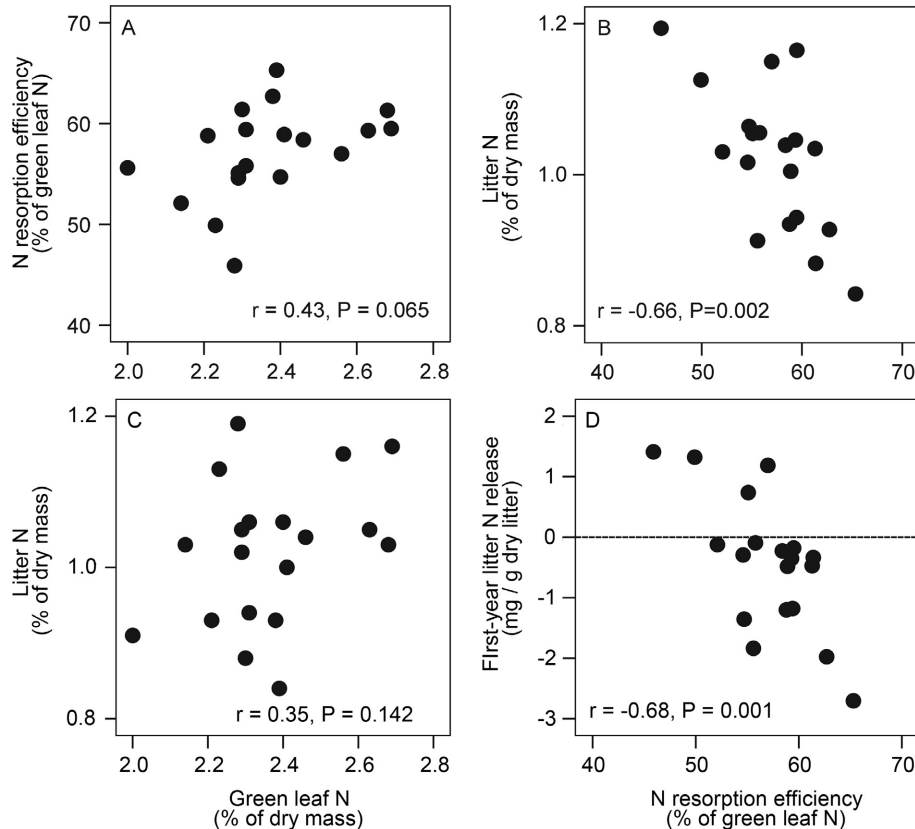 A
N resorption efficiency
(% of green leaf N)
70
60
50
40
r = 0.43, P = 0.065
2.0 2.2 2.4 2.6 2.8
B
Litter N
(% of dry mass)
1.2
1.0
0.8
r = -0.66, P=0.002
40 50 60 70
C
Litter N
(% of dry mass)
1.2
1.0
0.8
r = 0.35, P = 0.142
2.0 2.2 2.4 2.6 2.8
Green leaf N
(% of dry mass)
D
FIrst-year litter N release
(mg / g dry litter)
2
1
0
-1
-2
-3
r = -0.68, P = 0.001
40 50 60 70
N resorption efficiency
(% of green leaf N)